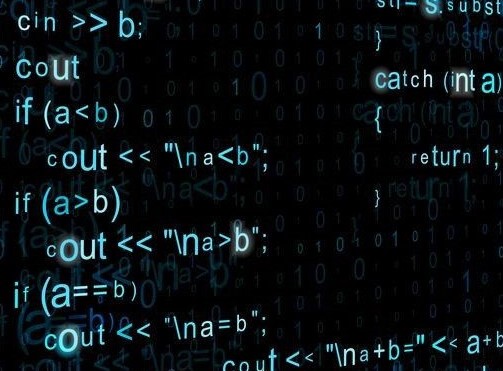 cin >> b;
cout
if (a<b)
cout << "\na<b";
if (a>b)
cout << "\na>b";
if (a==b)
cout << "\na=b";
cout << "\na+b=" << a+b
str=s.subst
}
catch (int a)
{
return 1;
}